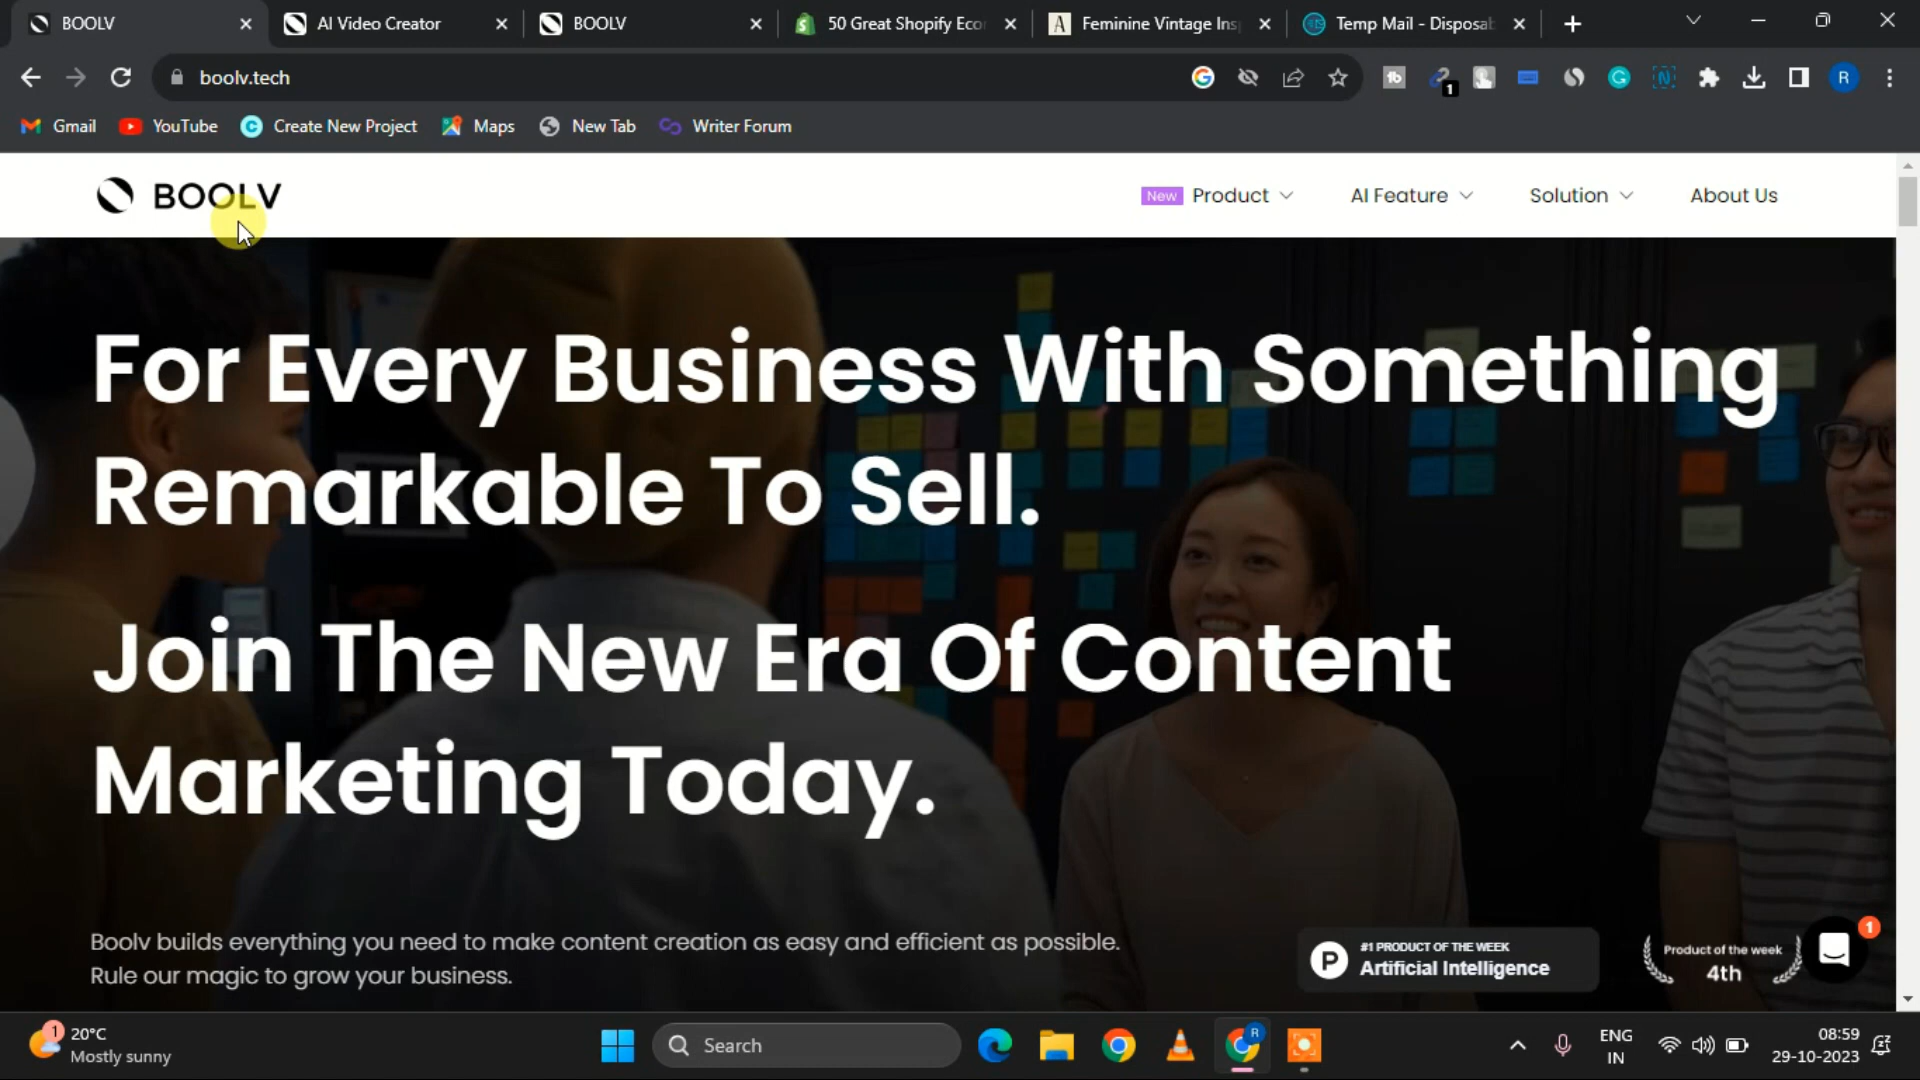 BOOLV
AI Video Creator
BOOLV
50 Great Shopify Eco
Feminine Vintage Ins
Temp Mail - Disposab
boolv.tech
1
R
Gmail
YouTube
Create New Project
Maps
New Tab
Writer Forum
BOOLV
New Product
AI Feature
Solution
About Us
For Every Business With Something
Remarkable To Sell.
Join The New Era Of Content
Marketing Today.
Boolv builds everything you need to make content creation as easy and efficient as possible.
Rule our magic to grow your business.
P
#1 PRODUCT OF THE WEEK
Artificial Intelligence
Product of the week
4th
1
1
20°C
Mostly sunny
Search
R
ENG
IN
08:59
29-10-2023